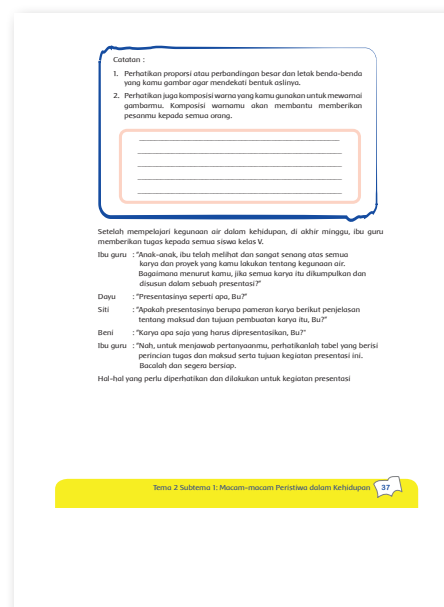 Catatan :
1. Perhatikan proporsi atau perbandingan besar dan letak benda-benda
yang kamu gambar agar mendekati bentuk aslinya.
2. Perhatikan juga komposisi warna yang kamu gunakan untuk mewarnai
gambarmu. Komposisi warnamu akan membantu memberikan
pesanmu kepada semua orang.
Setelah mempelajari kegunaan air dalam kehidupan, di akhir minggu, ibu guru
memberikan tugas kepada semua siswa kelas V.
Ibu guru : "Anak-anak, ibu telah melihat dan sangat senang atas semua
karya dan proyek yang kamu lakukan tentang kegunaan air.
Bagaimana menurut kamu, jika semua karya itu dikumpulkan dan
disusun dalam sebuah presentasi?"
Dayu : "Presentasinya seperti apa, Bu?"
Siti : "Apakah presentasinya berupa pameran karya berikut penjelasan
tentang maksud dan tujuan pembuatan karya itu, Bu?"
Beni : "Karya apa saja yang harus dipresentasikan, Bu?"
Ibu guru : "Nah, untuk menjawab pertanyaanmu, perhatikanlah tabel yang berisi
perincian tugas dan maksud serta tujuan kegiatan presentasi ini.
Bacalah dan segera bersiap.
Hal-hal yang perlu diperhatikan dan dilakukan untuk kegiatan presentasi
Tema 2 Subtema 1: Macam-macam Peristiwa dalam Kehidupan 37